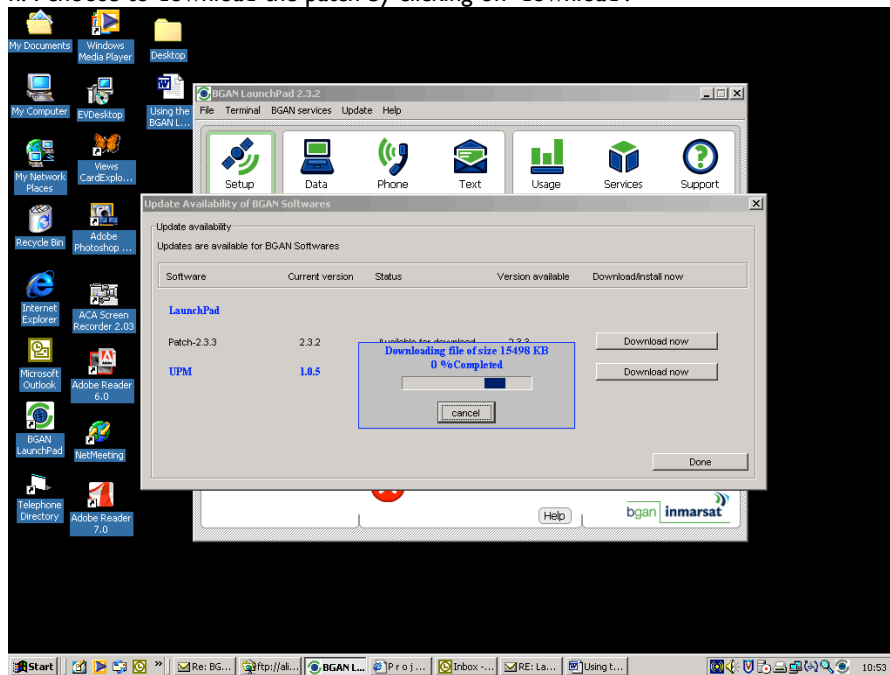 My Documents
Windows Media Player
Desktop
My Computer
EVDesktop
Using the BGAN L...
My Network Places
Views CardExplo...
Recycle Bin
Adobe Photoshop ...
Internet Explorer
ACA Screen Recorder 2.03
Microsoft Outlook
Adobe Reader 6.0
BGAN LaunchPad
NetMeeting
Telephone Directory
Adobe Reader 7.0
BGAN LaunchPad 2.3.2
File Terminal BGAN services Update Help
Setup Data Phone Text Usage Services Support
Update Availability of BGAN Softwares
Update availability
Updates are available for BGAN Softwares
Software Current version Status Version available Download/install now
LaunchPad
Patch-2.3.3 2.3.2 Download now
UPM 1.0.5 Download now
Downloading file of size 15498 KB
0 %Completed
cancel
Done
Help
bgan inmarsat
Start » Re: BG... ftp://ali... BGAN L... P r o j ... Inbox -... RE: La... Using t... 10:53